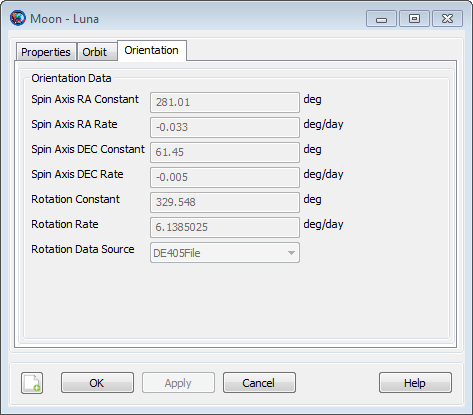 Moon - Luna
Properties Orbit Orientation
Orientation Data
Spin Axis RA Constant 281.01 deg
Spin Axis RA Rate -0.033 deg/day
Spin Axis DEC Constant 61.45 deg
Spin Axis DEC Rate -0.005 deg/day
Rotation Constant 329.548 deg
Rotation Rate 6.1385025 deg/day
Rotation Data Source DE405File
OK Apply Cancel Help